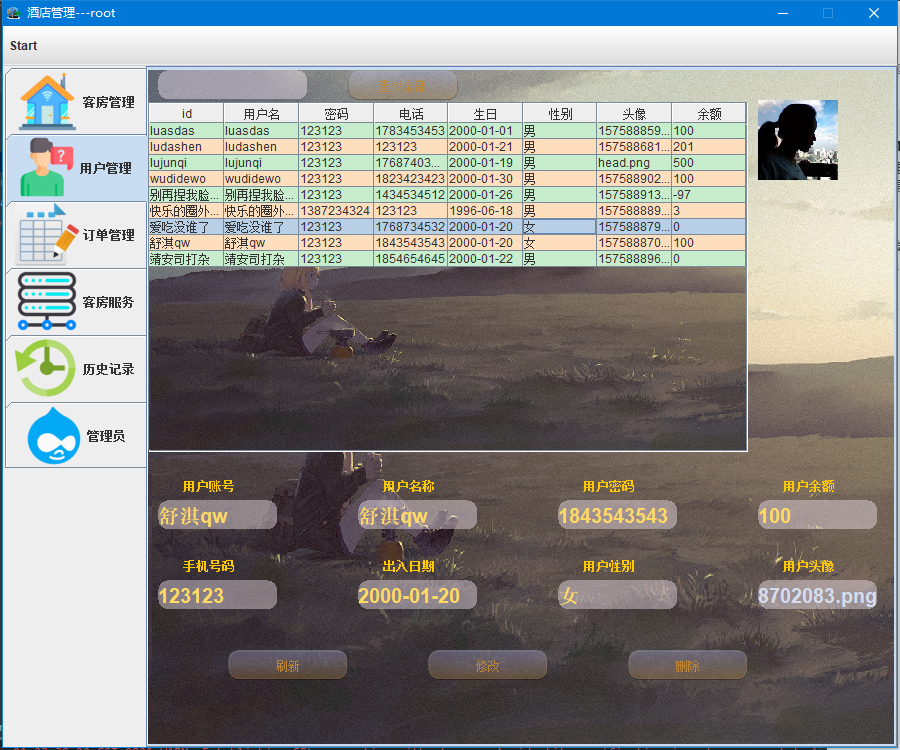 酒店管理---root
Start
客房管理
用户管理
订单管理
客房服务
历史记录
管理员
id 用户名 密码 电话 生日 性别 头像 余额
luasdas luasdas 123123 1783453453 2000-01-01 男 157588859... 100
ludashen ludashen 123123 123123 2000-01-21 男 157588681... 201
lujunqi lujunqi 123123 17687403... 2000-01-19 男 head.png 500
wudidewo wudidewo 123123 1823423423 2000-01-30 男 157588902... 100
别再捏我脸... 别再捏我脸... 123123 1434534512 2000-01-26 男 157588913... -97
快乐的圈外... 快乐的圈外... 1387234324 123123 1996-06-18 男 157588889... 3
爱吃没谁了 爱吃没谁了 123123 1768734532 2000-01-20 女 157588879... 0
舒淇qw 舒淇qw 123123 1843543543 2000-01-20 女 157588870... 100
靖安司打杂 靖安司打杂 123123 1854654645 2000-01-22 男 157588896... 0
用户账号 用户名称 用户密码 用户余额
舒淇qw 舒淇qw 1843543543 100
手机号码 出入日期 用户性别 用户头像
123123 2000-01-20 女 8702083.png
刷新 修改 删除